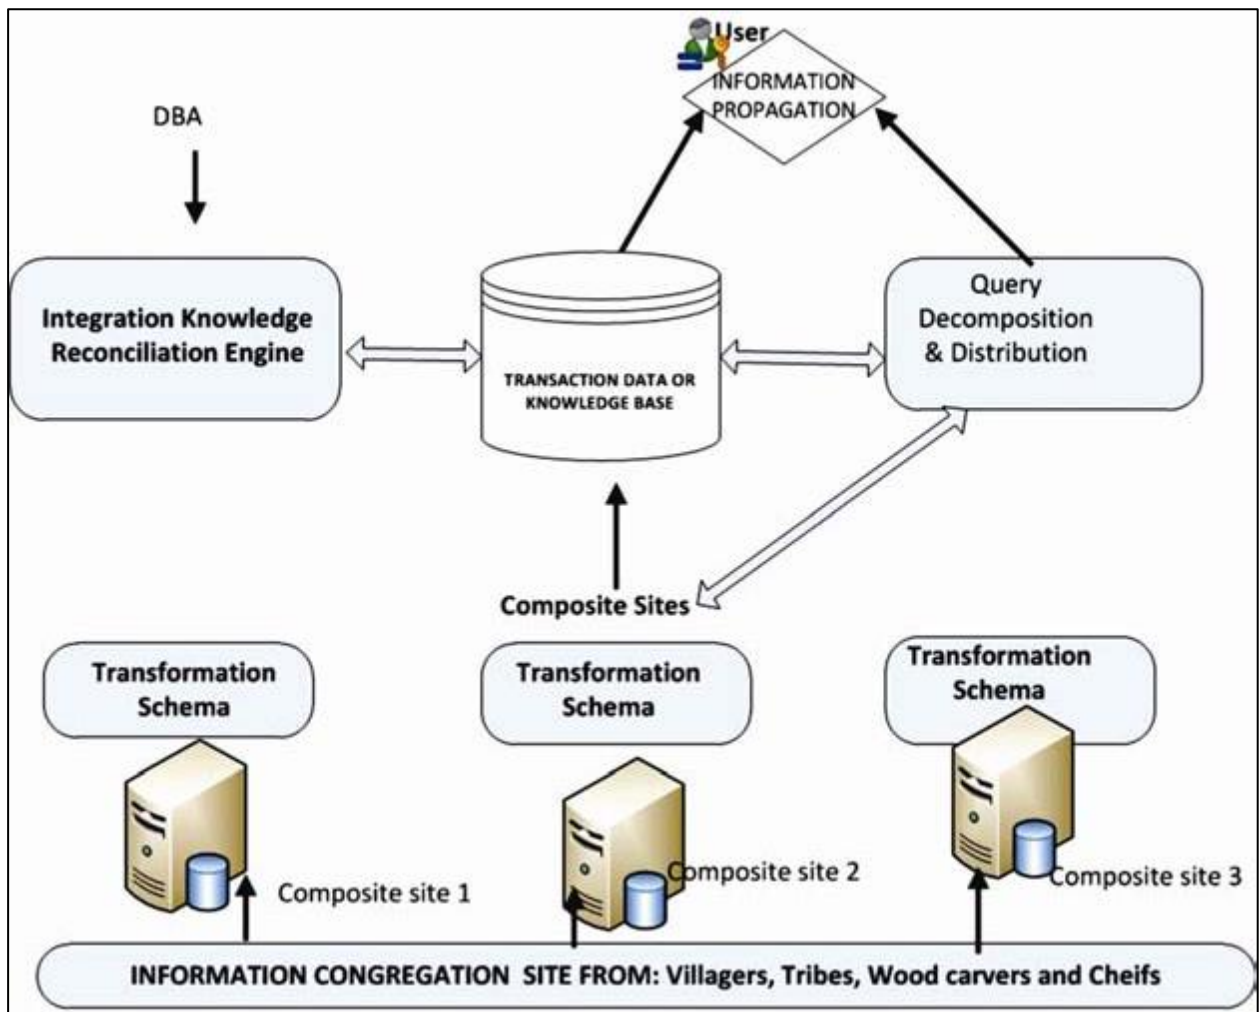 User
INFORMATION
PROPAGATION
DBA
Integration Knowledge
Reconciliation Engine
TRANSACTION DATA OR
KNOWLEDGE BASE
Query
Decomposition
& Distribution
Composite Sites
Transformation
Schema
Transformation
Schema
Transformation
Schema
Composite site 1
Composite site 2
Composite site 3
INFORMATION CONGREGATION SITE FROM: Villagers, Tribes, Wood carvers and Cheifs